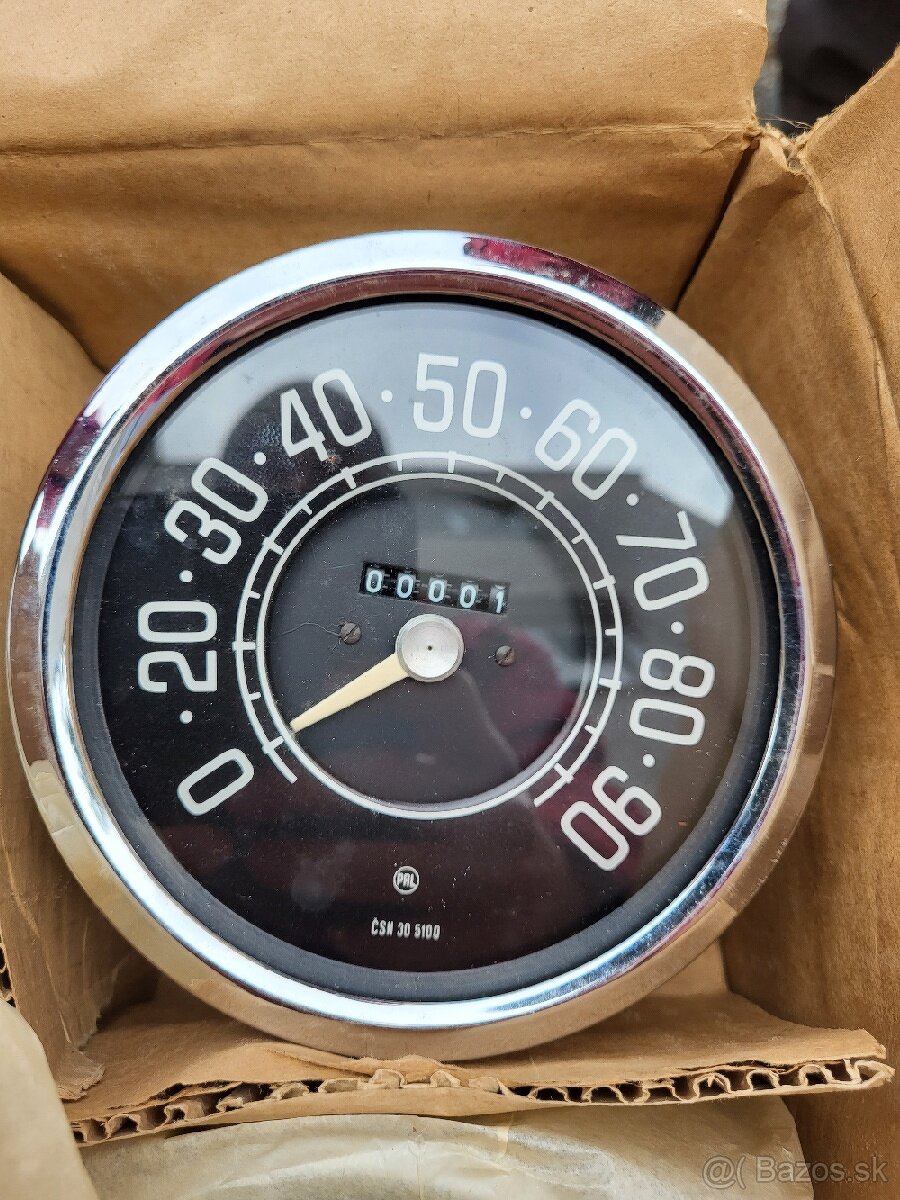 0 · 20 · 30 · 40 · 50 · 60 · 70 · 80 · 90
00001
PAL
ČSN 30 5100
@( Bazos.sk